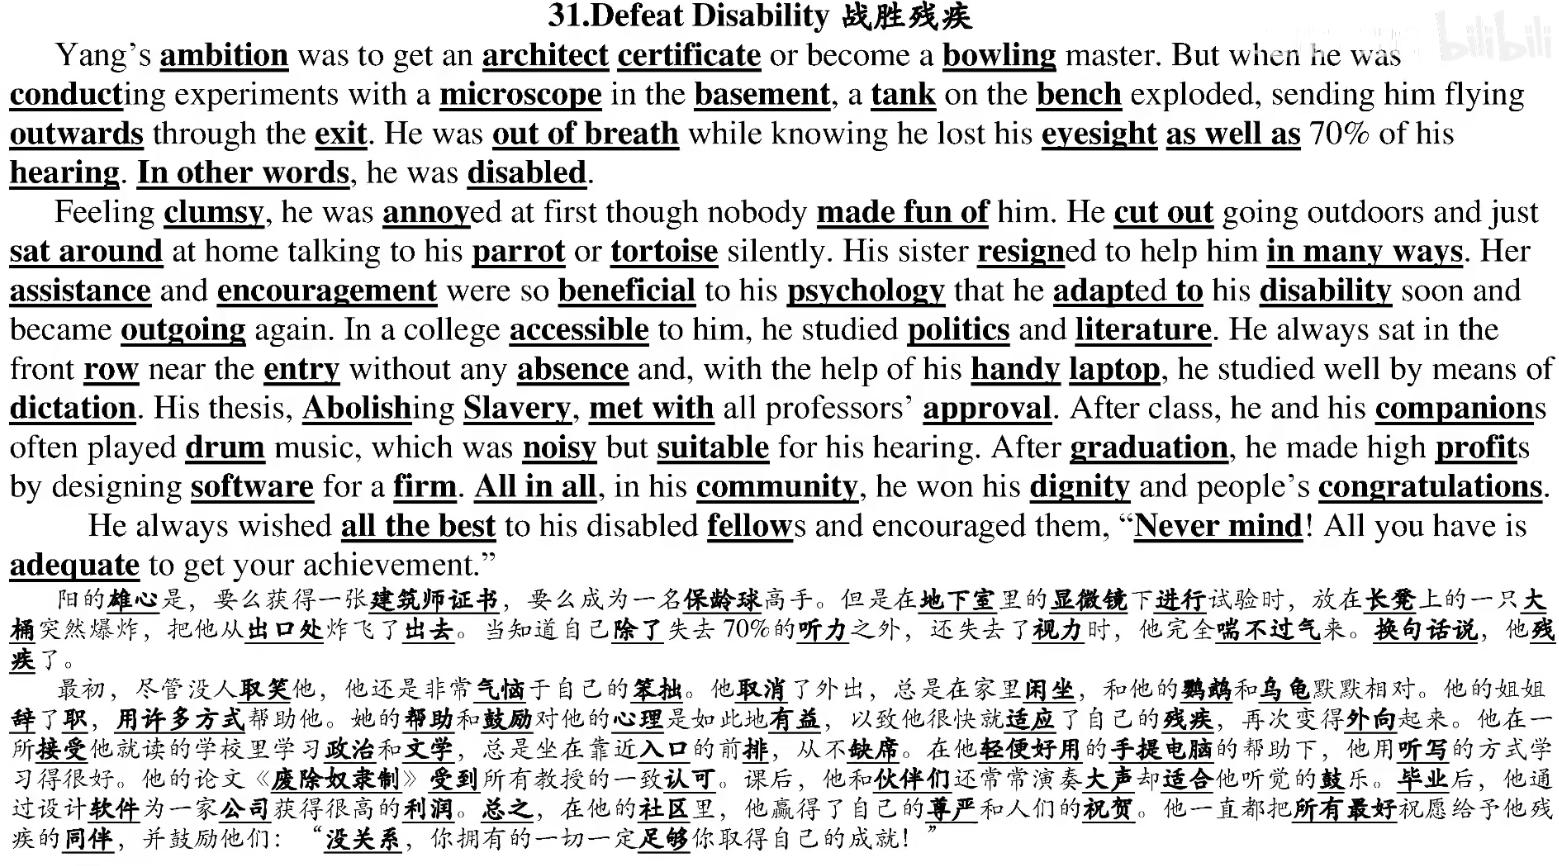 31.Defeat Disability 战胜残疾
bilibili
Yang's ambition was to get an architect certificate or become a bowling master. But when he was
conducting experiments with a microscope in the basement, a tank on the bench exploded, sending him flying
outwards through the exit. He was out of breath while knowing he lost his eyesight as well as 70% of his
hearing. In other words, he was disabled.
Feeling clumsy, he was annoyed at first though nobody made fun of him. He cut out going outdoors and just
sat around at home talking to his parrot or tortoise silently. His sister resigned to help him in many ways. Her
assistance and encouragement were so beneficial to his psychology that he adapted to his disability soon and
became outgoing again. In a college accessible to him, he studied politics and literature. He always sat in the
front row near the entry without any absence and, with the help of his handy laptop, he studied well by means of
dictation. His thesis, Abolishing Slavery, met with all professors' approval. After class, he and his companions
often played drum music, which was noisy but suitable for his hearing. After graduation, he made high profits
by designing software for a firm. All in all, in his community, he won his dignity and people's congratulations.
He always wished all the best to his disabled fellows and encouraged them, “Never mind! All you have is
adequate to get your achievement.”
阳的雄心是，要么获得一张建筑师证书，要么成为一名保龄球高手。但是在地下室里的显微镜下进行试验时，放在长凳上的一只大
桶突然爆炸，把他从出口处炸飞了出去。当知道自己除了失去 70%的听力之外，还失去了视力时，他完全喘不过气来。换句话说，他残
疾了。
最初，尽管没人取笑他，他还是非常气恼于自己的笨拙。他取消了外出，总是在家里闲坐，和他的鹦鹉和乌龟默默相对。他的姐姐
辞了职，用许多方式帮助他。她的帮助和鼓励对他的心理是如此地有益，以致他很快就适应了自己的残疾，再次变得外向起来。他在一
所接受他就读的学校里学习政治和文学，总是坐在靠近入口的前排，从不缺席。在他轻便好用的手提电脑的帮助下，他用听写的方式学
习得很好。他的论文《废除奴隶制》受到所有教授的一致认可。课后，他和伙伴们还常常演奏大声却适合他听觉的鼓乐。毕业后，他通
过设计软件为一家公司获得很高的利润。总之，在他的社区里，他赢得了自己的尊严和人们的祝贺。他一直都把所有最好祝愿给予他残
疾的同伴，并鼓励他们：“没关系，你拥有的一切一定足够你取得自己的成就！”